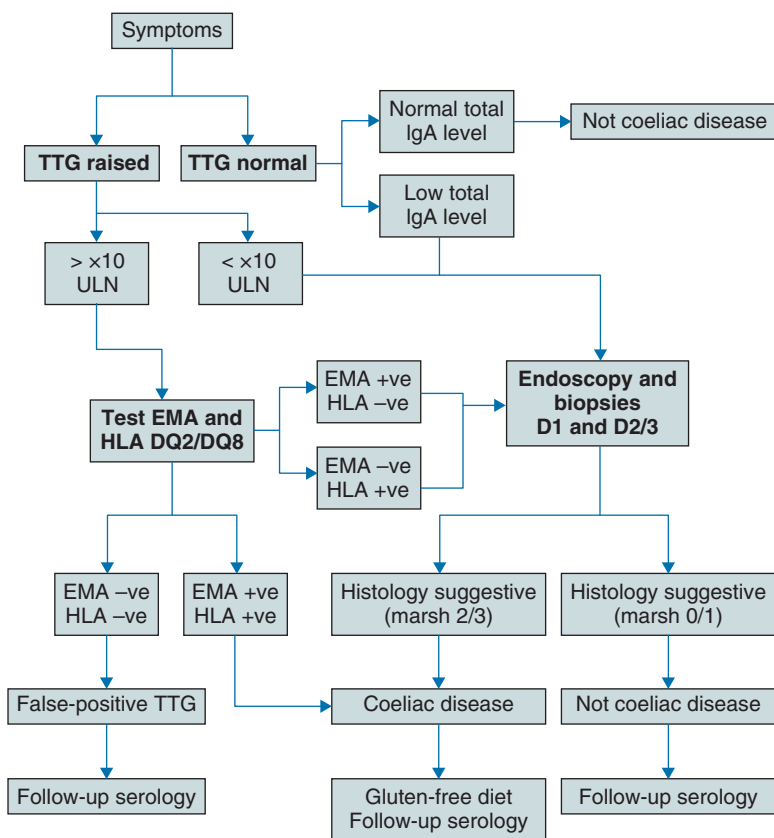 Symptoms
Normal total
IgA level
Not coeliac disease
TTG raised
TTG normal
Low total
IgA level
> ×10
ULN
< ×10
ULN
EMA +ve
HLA –ve
Endoscopy and
biopsies
D1 and D2/3
Test EMA and
HLA DQ2/DQ8
EMA –ve
HLA +ve
EMA –ve
HLA –ve
EMA +ve
HLA +ve
Histology suggestive
(marsh 2/3)
Histology suggestive
(marsh 0/1)
False-positive TTG
Coeliac disease
Not coeliac disease
Follow-up serology
Gluten-free diet
Follow-up serology
Follow-up serology